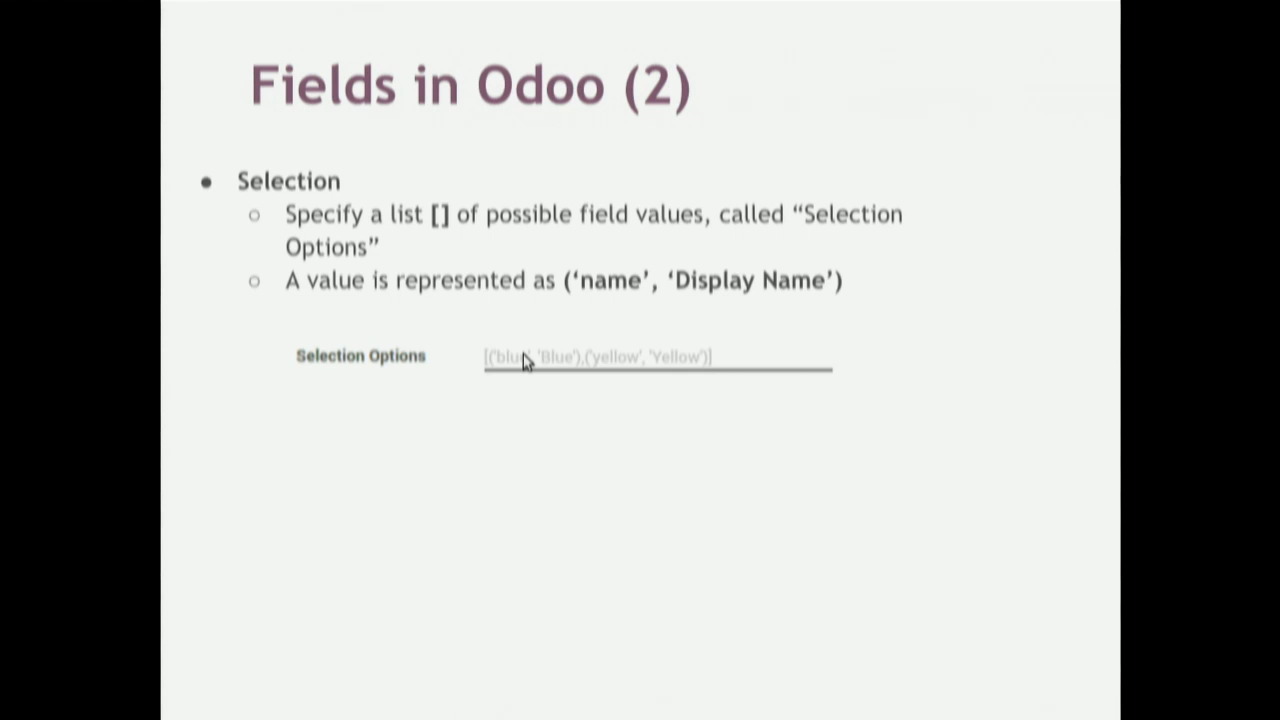 Fields in Odoo (2)
● Selection
○ Specify a list [] of possible field values, called “Selection
Options”
○ A value is represented as (‘name’, ‘Display Name’)
Selection Options [('blue', 'Blue'),('yellow', 'Yellow')]